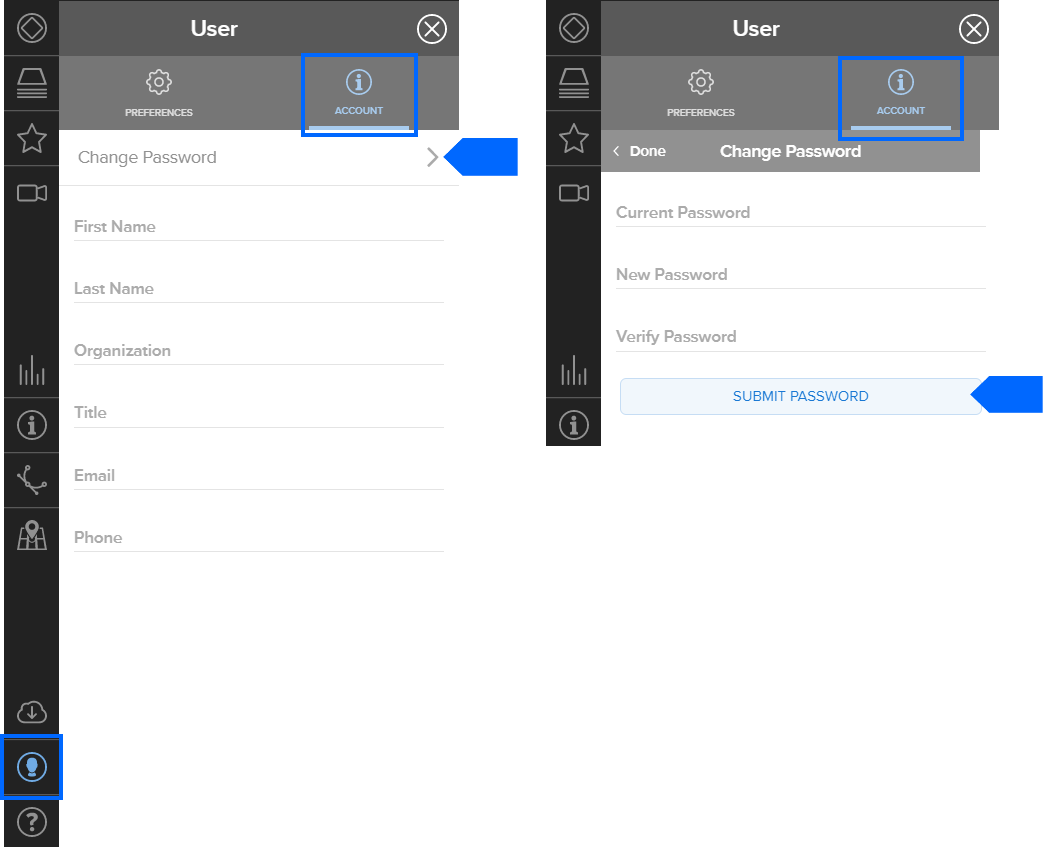 User
PREFERENCES
ACCOUNT
Change Password
First Name
Last Name
Organization
Title
Email
Phone
User
PREFERENCES
ACCOUNT
Done
Change Password
Current Password
New Password
Verify Password
SUBMIT PASSWORD